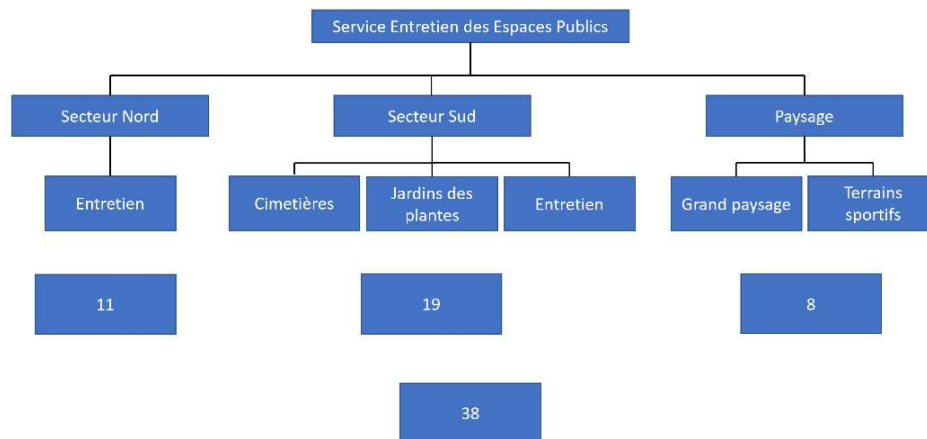 Service Entretien des Espaces Publics
Secteur Nord
Secteur Sud
Paysage
Entretien
Cimetières
Jardins des
plantes
Entretien
Grand paysage
Terrains
sportifs
11
19
8
38